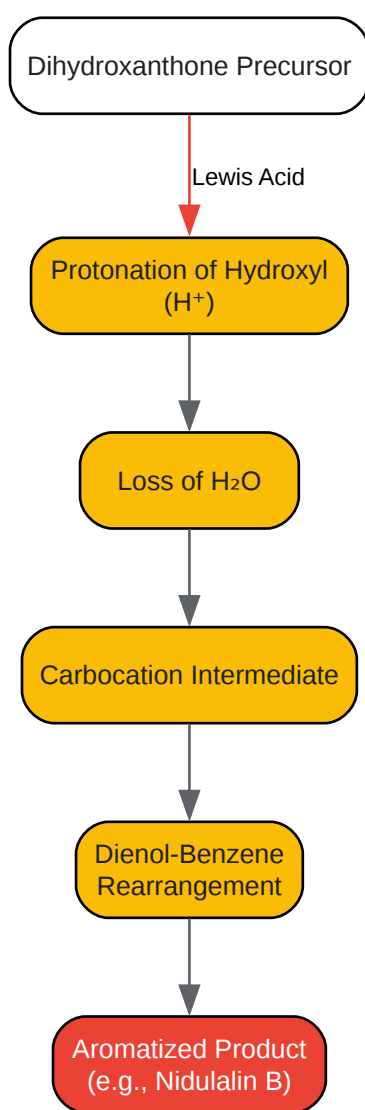 Dihydroxanthone Precursor
Lewis Acid
Protonation of Hydroxyl
(H⁺)
Loss of H₂O
Carbocation Intermediate
Dienol-Benzene
Rearrangement
Aromatized Product
(e.g., Nidulalin B)